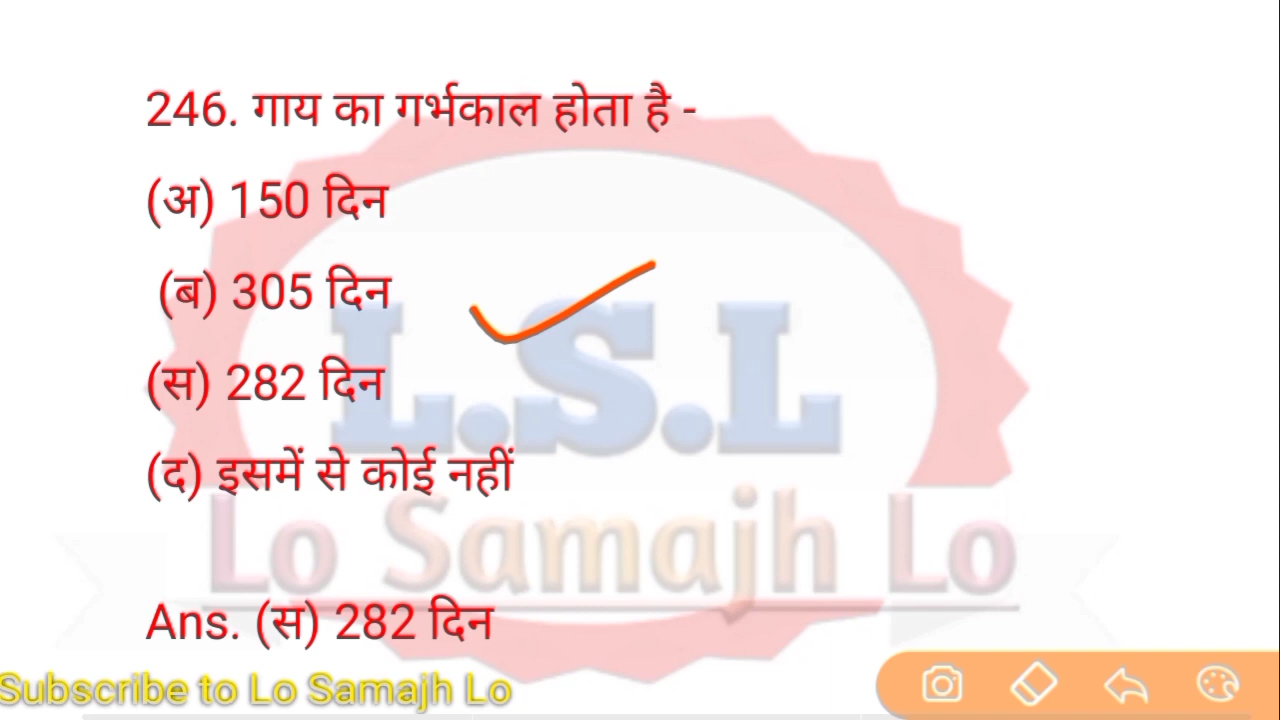 246. गाय का गर्भकाल होता है -
(अ) 150 दिन
(ब) 305 दिन
(स) 282 दिन
(द) इसमें से कोई नहीं
L.S.L
Lo Samajh Lo
Ans. (स) 282 दिन
Subscribe to Lo Samajh Lo